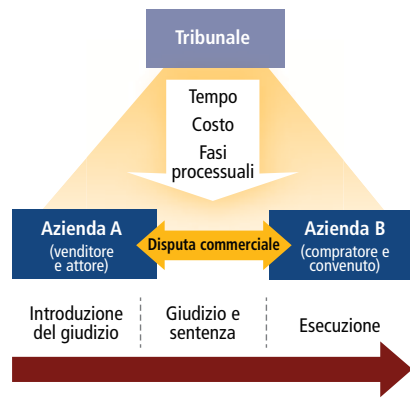 Tribunale
Tempo
Costo
Fasi
processuali
Azienda A
(venditore
e attore)
Disputa commerciale
Azienda B
(compratore e
convenuto)
Introduzione
del giudizio
Giudizio e
sentenza
Esecuzione